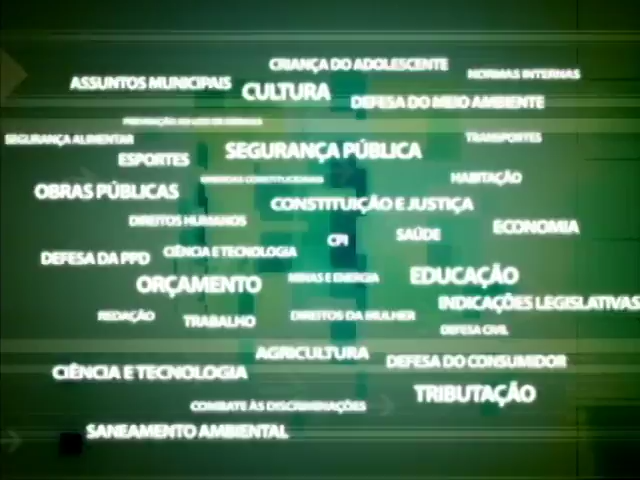 CRIANÇA DO ADOLESCENTE
NORMAS INTERNAS
ASSUNTOS MUNICIPAIS
CULTURA
DEFESA DO MEIO AMBIENTE
SEGURANÇA ALIMENTAR
TRANSPORTES
ESPORTES
SEGURANÇA PÚBLICA
EMENDAS CONSTITUCIONAIS
HABITAÇÃO
OBRAS PÚBLICAS
CONSTITUIÇÃO E JUSTIÇA
DIREITOS HUMANOS
ECONOMIA
CPI
SAÚDE
DEFESA DA PPD
CIÊNCIA E TECNOLOGIA
ORÇAMENTO
MINAS E ENERGIA
EDUCAÇÃO
INDICAÇÕES LEGISLATIVAS
REDAÇÃO
TRABALHO
DIREITOS DA MULHER
DEFESA CIVIL
AGRICULTURA
DEFESA DO CONSUMIDOR
CIÊNCIA E TECNOLOGIA
TRIBUTAÇÃO
COMBATE ÀS DISCRIMINAÇÕES
SANEAMENTO AMBIENTAL